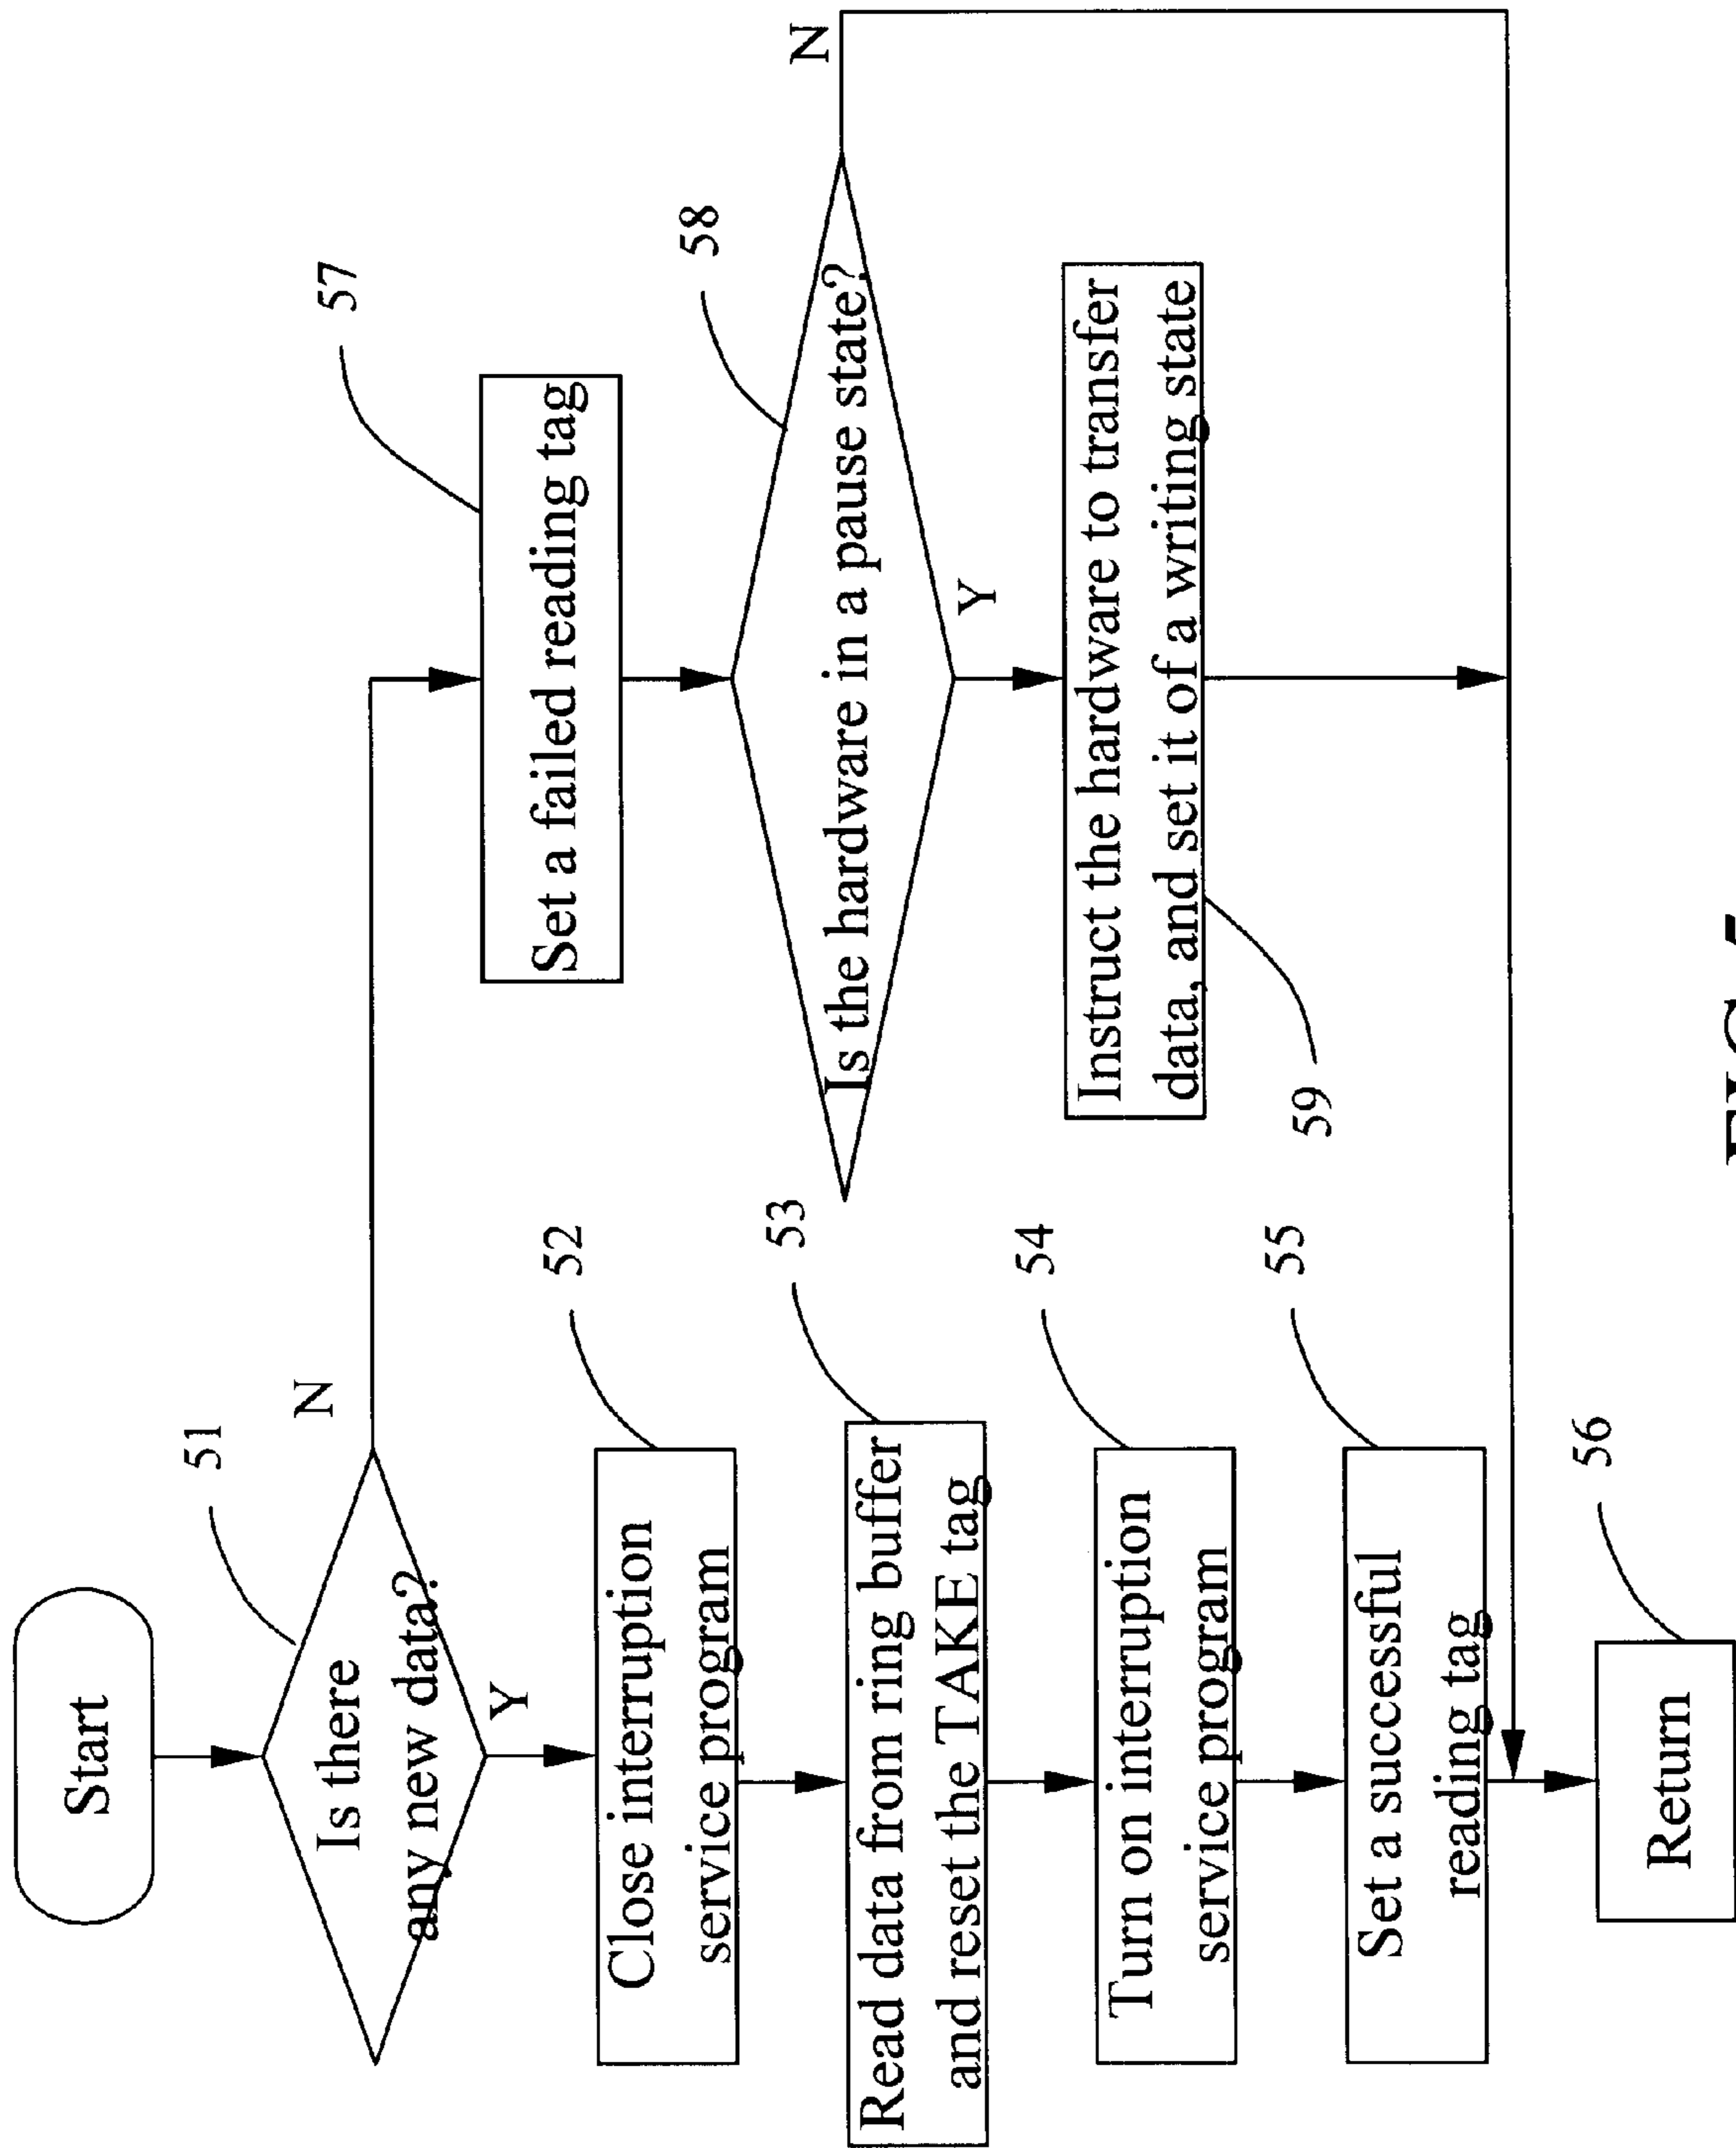 Start
51
Is there
any new data?
N
Y
52
Close interruption
service program
53
Read data from ring buffer
and reset the TAKE tag
54
Turn on interruption
service program
55
Set a successful
reading tag
56
Return
57
Set a failed reading tag
58
Is the hardware in a pause state?
N
Y
Instruct the hardware to transfer
data, and set it of a writing state
59